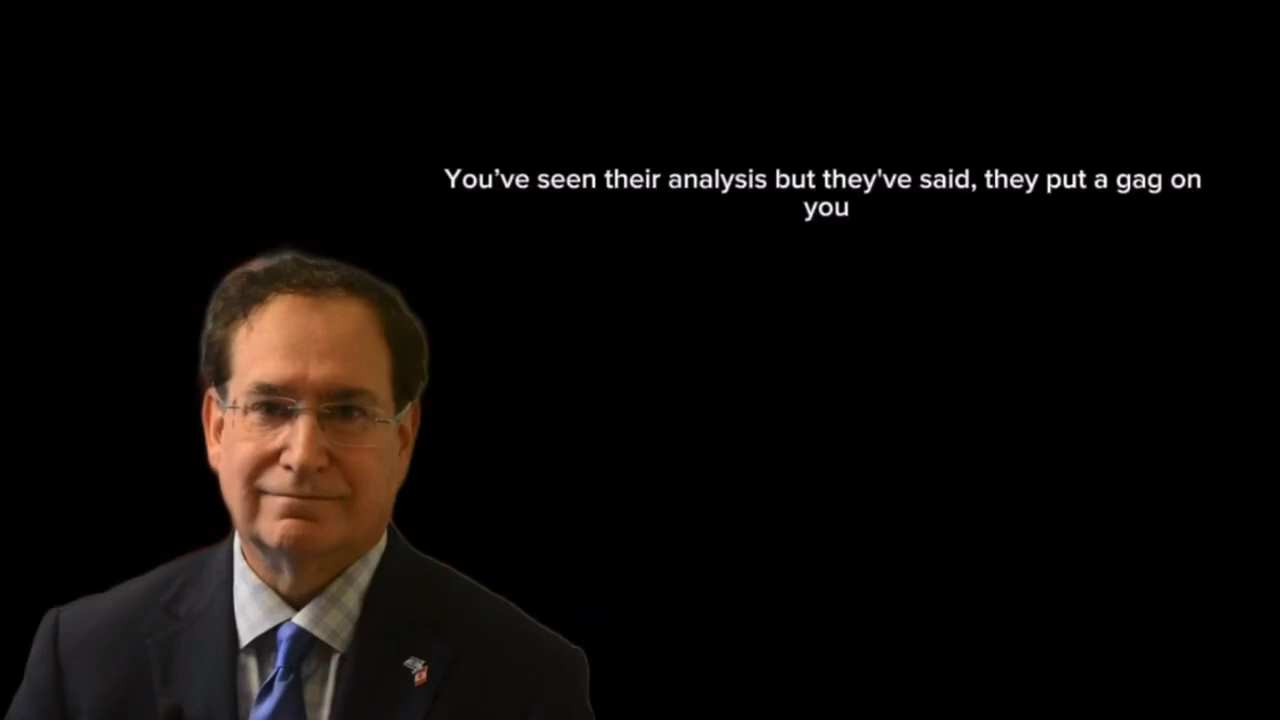 You’ve seen their analysis but they've said, they put a gag on
you